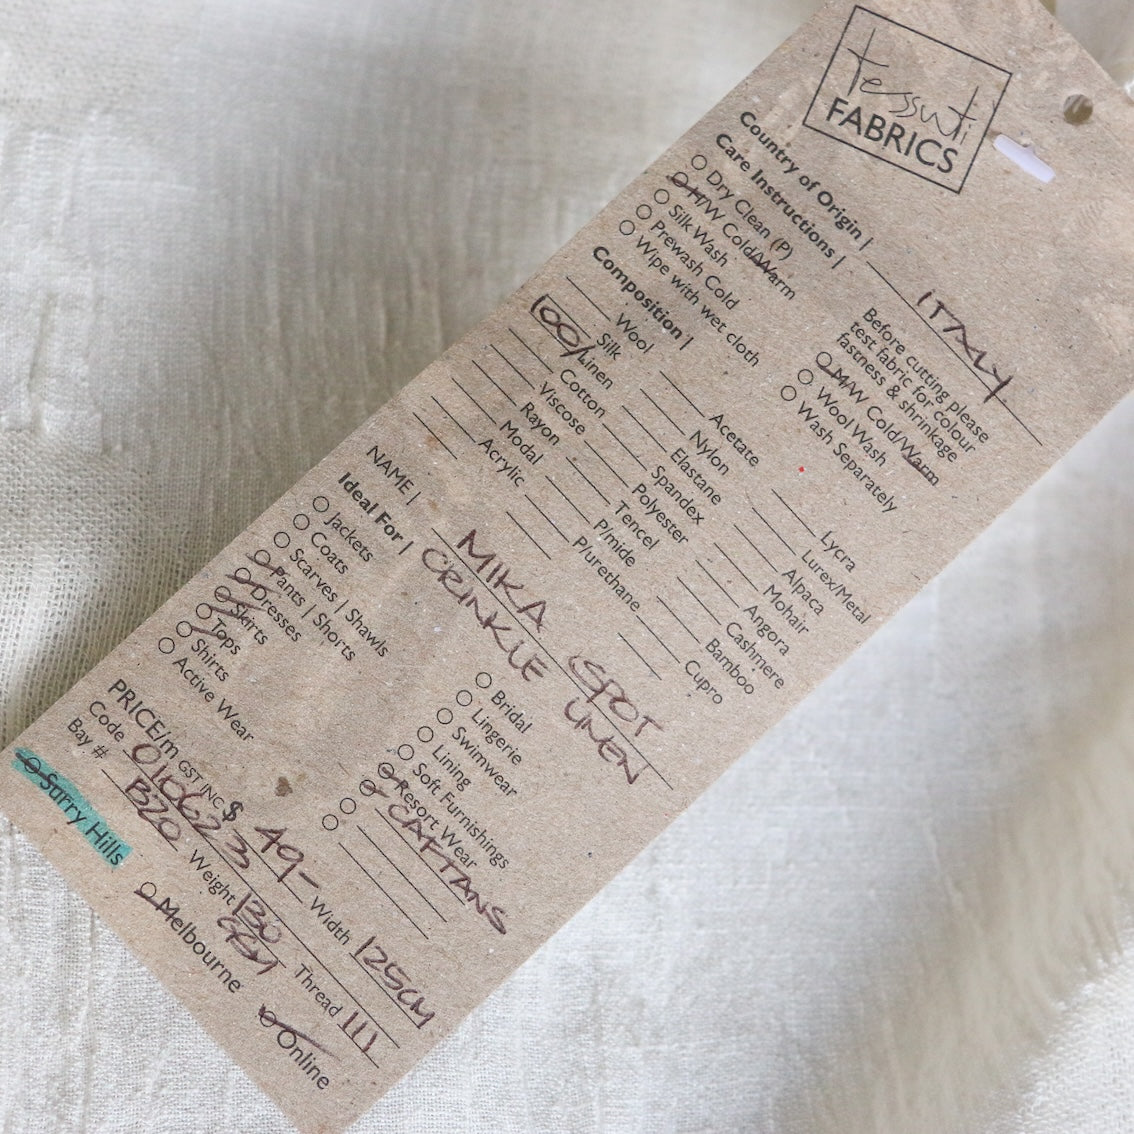 tessuti
FABRICS
Country of Origin | ITALY
Care Instructions |
Dry Clean (P)
H/W Cold/Warm
Silk Wash
Prewash Cold
Wipe with wet cloth
Before cutting please
test fabric for colour
fastness & shrinkage
M/W Cold/Warm
Wool Wash
Wash Separately
Composition |
Wool
Silk
100/ Linen
Cotton
Viscose
Rayon
Modal
Acrylic
Acetate
Nylon
Elastane
Spandex
Polyester
Tencel
P/mide
P/urethane
Lycra
Lurex/Metal
Alpaca
Mohair
Angora
Cashmere
Bamboo
Cupro
NAME | MIKA SPOT
CRINKLE LINEN
Ideal For |
Jackets
Coats
Scarves | Shawls
Pants | Shorts
Dresses
Skirts
Tops
Shirts
Active Wear
Bridal
Lingerie
Swimwear
Lining
Soft Furnishings
Resort Wear
CAFTANS
PRICE/m GST INC $ 49- Width 125CM
Code 0106233 Weight 130 GSM Thread 111
Bay # B20
Surry Hills
Melbourne
Online